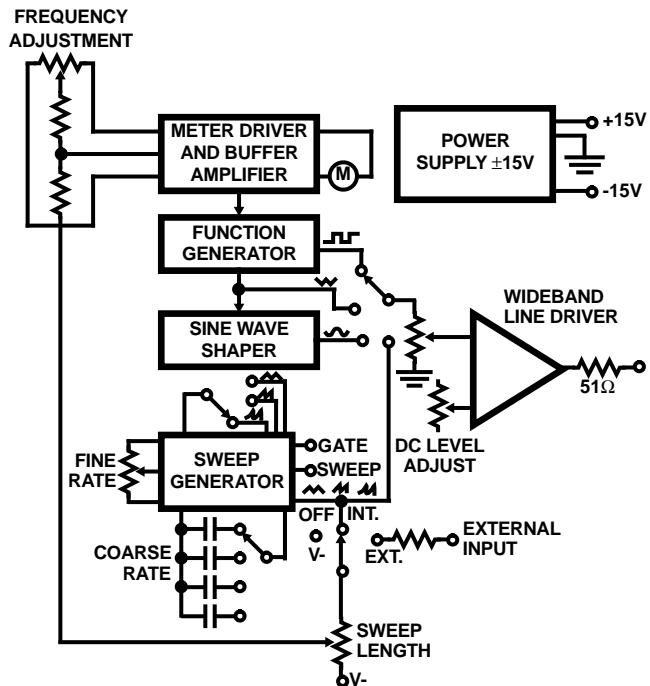 FREQUENCY
ADJUSTMENT
METER DRIVER
AND BUFFER
AMPLIFIER
M
POWER
SUPPLY ±15V
+15V
-15V
FUNCTION
GENERATOR
SINE WAVE
SHAPER
WIDEBAND
LINE DRIVER
51Ω
DC LEVEL
ADJUST
FINE
RATE
SWEEP
GENERATOR
GATE
SWEEP
OFF
INT.
V-
EXT.
EXTERNAL
INPUT
COARSE
RATE
SWEEP
LENGTH
V-